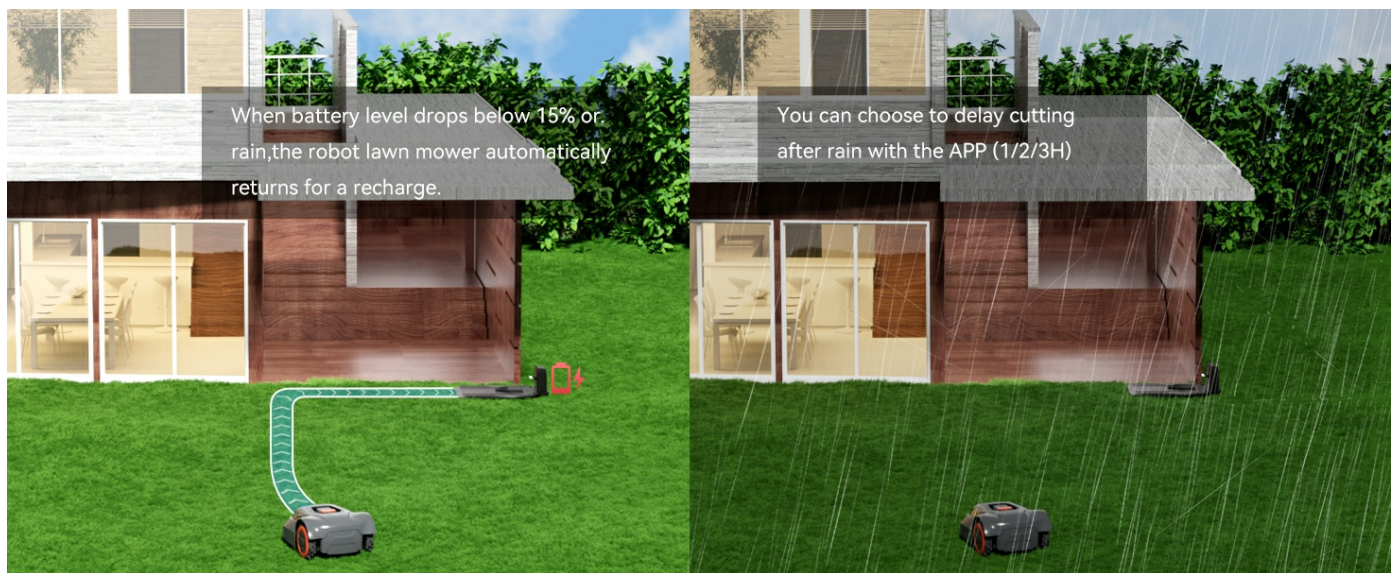 When battery level drops below 15% or
rain,the robot lawn mower automatically
returns for a recharge.
You can choose to delay cutting
after rain with the APP (1/2/3H)